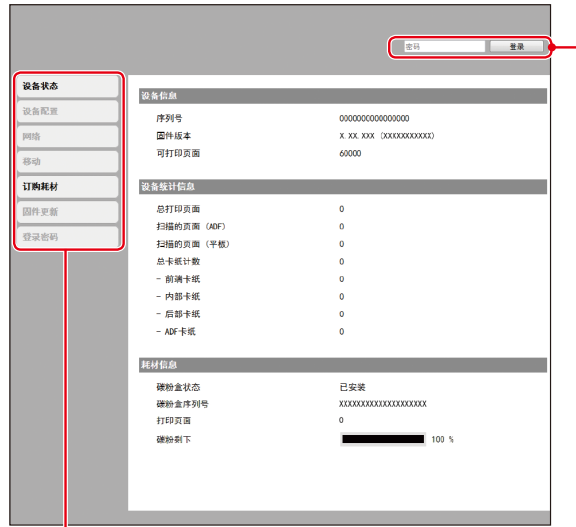 密码 登录
设备状态
设备配置
网络
移动
订购耗材
固件更新
登录密码
设备信息
序列号 0000000000000000
固件版本 X.XX.XXX (XXXXXXXXXXX)
可打印页面 60000
设备统计信息
总打印页面 0
扫描的页面 (ADF) 0
扫描的页面 (平板) 0
总卡纸计数 0
- 前端卡纸 0
- 内部卡纸 0
- 后部卡纸 0
- ADF卡纸 0
耗材信息
碳粉盒状态 已安装
碳粉盒序列号 XXXXXXXXXXXXXXXXXXXX
打印页面 0
碳粉剩下 100 %